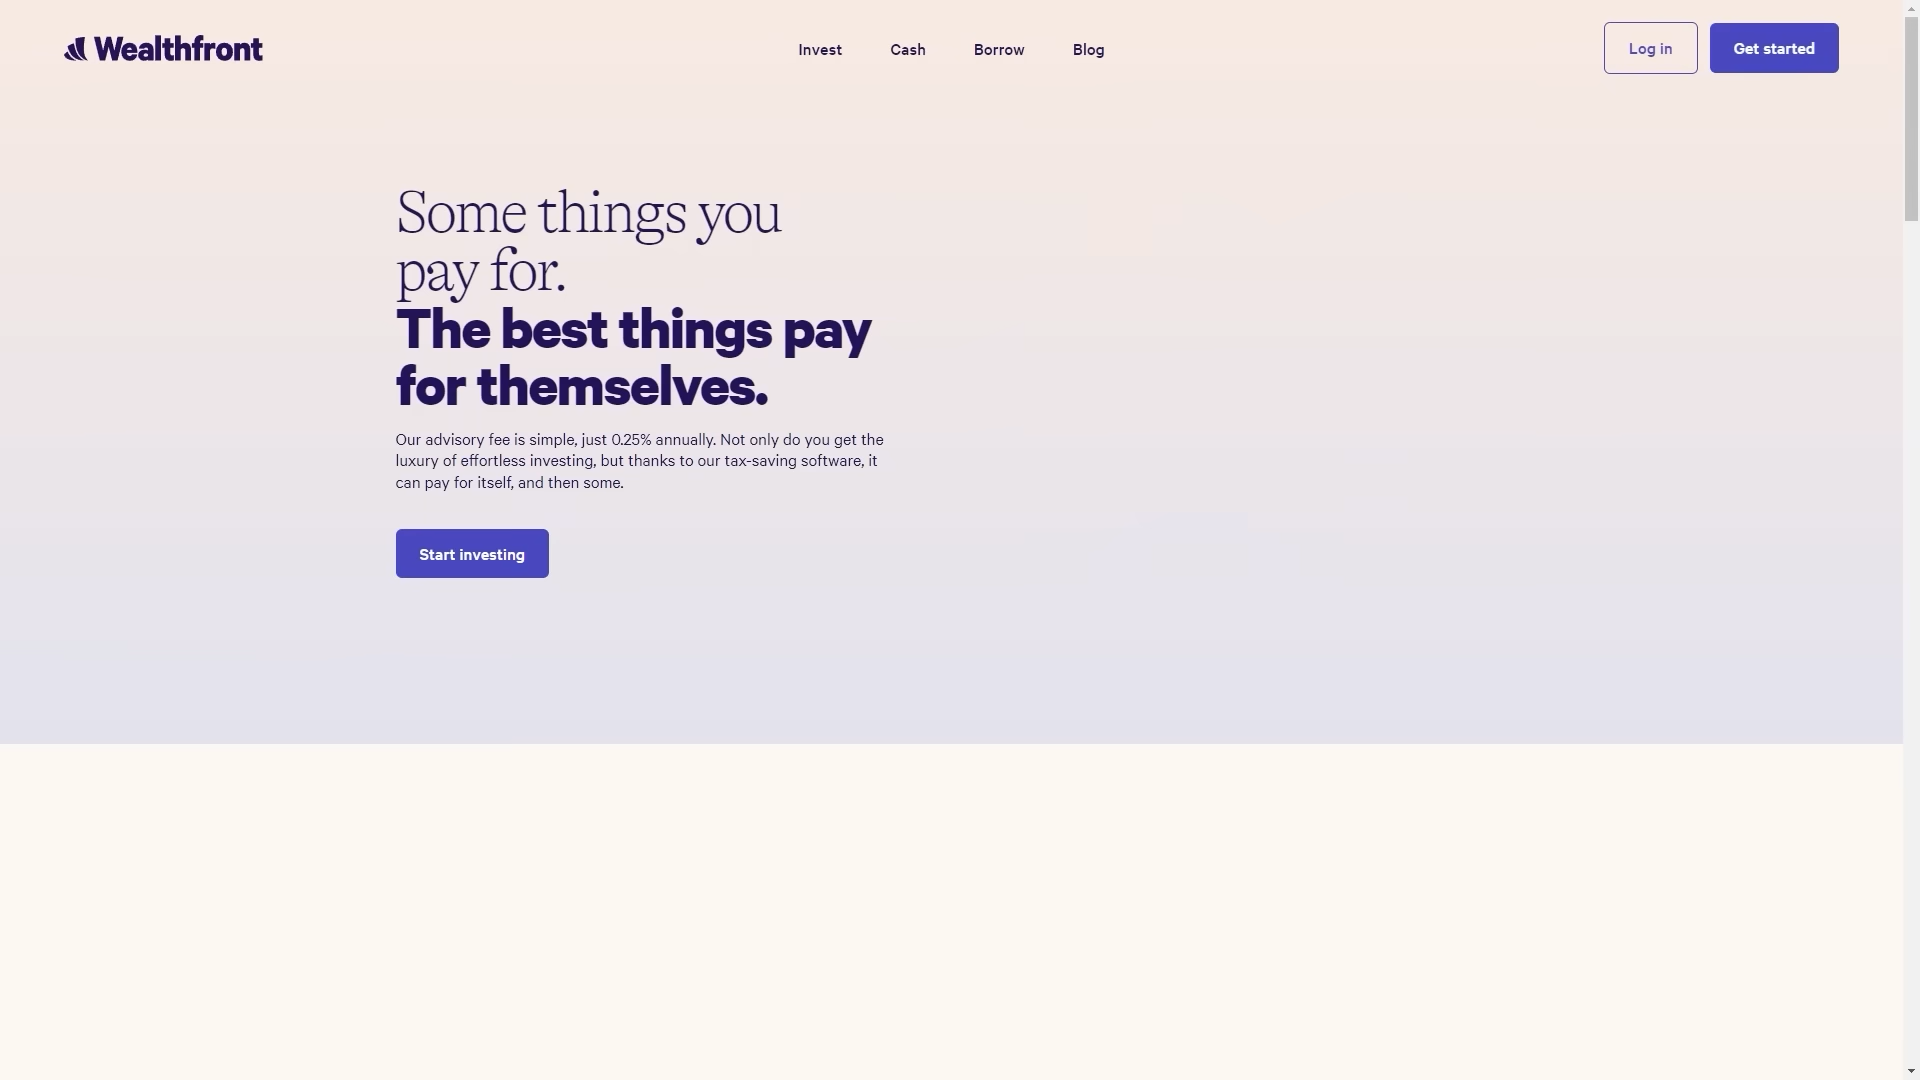 Wealthfront
Invest
Cash
Borrow
Blog
Log in
Get started
Some things you
pay for.
The best things pay
for themselves.
Our advisory fee is simple, just 0.25% annually. Not only do you get the
luxury of effortless investing, but thanks to our tax-saving software, it
can pay for itself, and then some.
Start investing